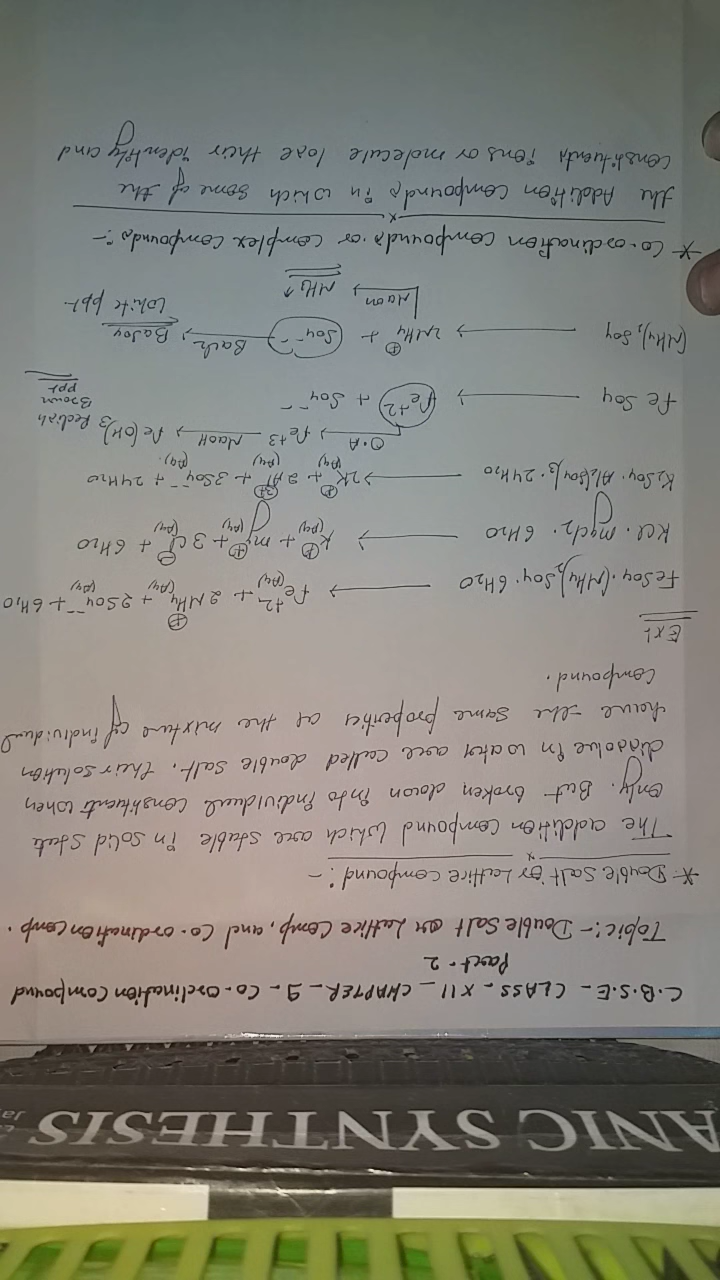 C.B.S.E - CLASS - XII - CHAPTER - 9 - Co-ordination Compound
Part-2
Topic:- Double Salt or Lattice Comp, and Co-ordination comp.
* Double Salt or Lattice Compound:-
The addition compound which are stable in solid state
only. But broken down into individual constituent when
dissolve in water are called double salt. their solution
have the same properties as the mixture of individual
Compound.
Ex:-
FeSO4.(NH4)2SO4.6H2O ⟶ Fe+2(aq) + 2NH4⊕(aq) + 2SO4--(aq) + 6H2O
KCl.MgCl2.6H2O ⟶ K⊕(aq) + Mg⊕⊕(aq) + 3Cl⊖(aq) + 6H2O
K2SO4.Al2(SO4)3.24H2O ⟶ 2K⊕(aq) + 2Al3+(aq) + 3SO4--(aq) + 24H2O
O.A → Fe+3 NaOH → Fe(OH)3 Redish
Brown
ppt
FeSO4 ⟶ Fe+2 + SO4--
(NH4)2SO4 ⟶ 2NH4⊕ + SO4-- BaCl2 → BaSO4
White ppt
NaOH → NH3↑
* Co-ordination compounds or complex compounds:-
the Addition compounds in which some of the
constituents ions or molecule lose their identity and
ANIC SYNTHESIS